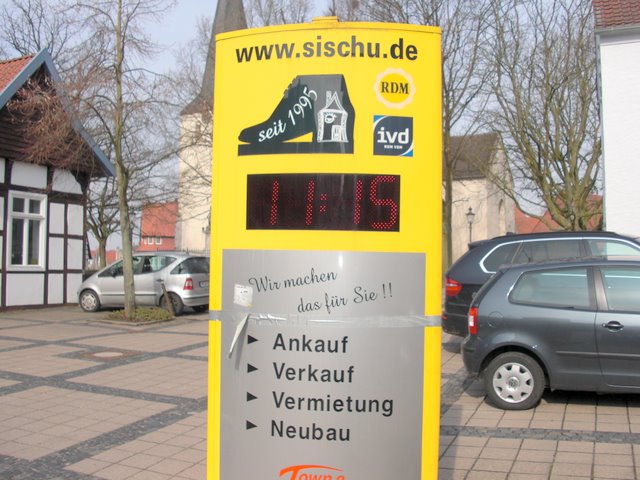 www.sischu.de
seit 1995
RDM
ivd
11:15
Wir machen
das für Sie !!
Ankauf
Verkauf
Vermietung
Neubau